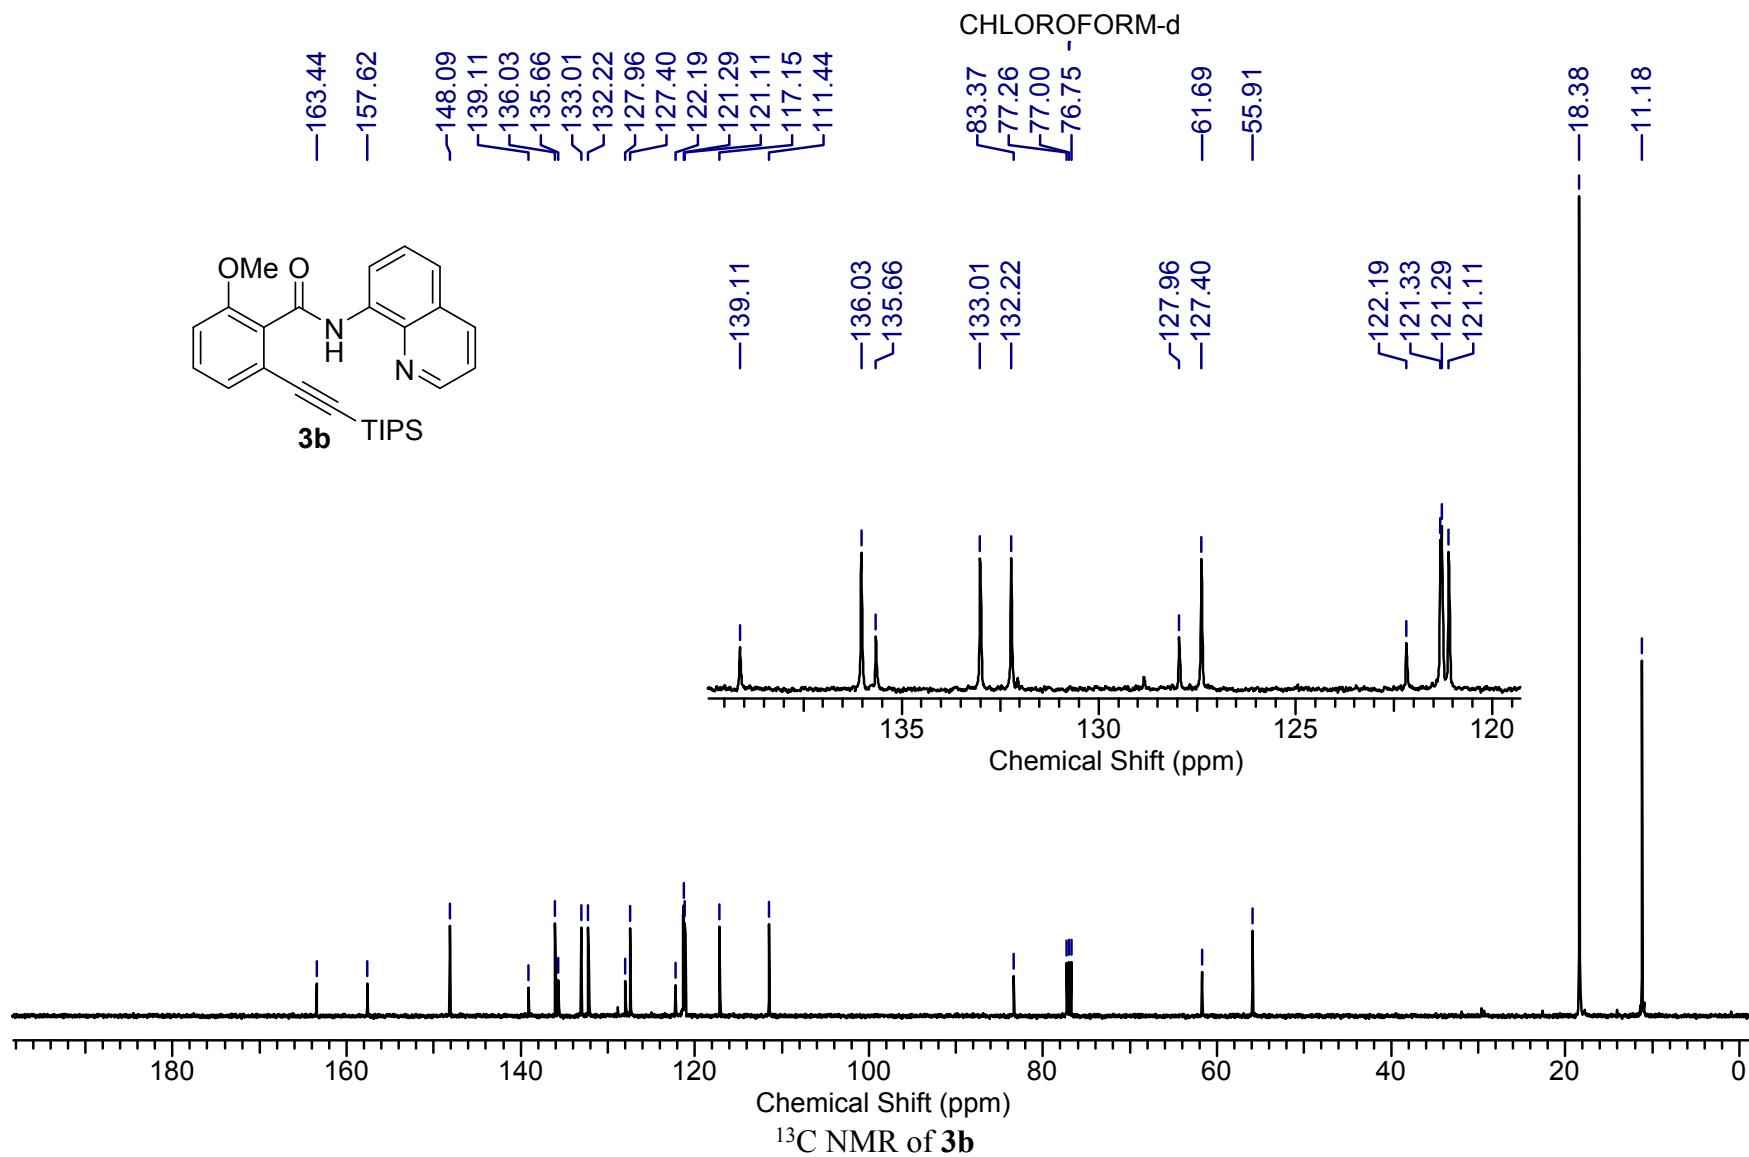 CHLOROFORM-d
163.44
157.62
148.09
139.11
136.03
135.66
133.01
132.22
127.96
127.40
122.19
121.29
121.11
117.15
111.44
83.37
77.26
77.00
76.75
61.69
55.91
18.38
11.18
OMe O
N
H
N
TIPS
3b
139.11
136.03
135.66
133.01
132.22
127.96
127.40
122.19
121.33
121.29
121.11
135 130 125 120
Chemical Shift (ppm)
180 160 140 120 100 80 60 40 20 0
Chemical Shift (ppm)
¹³C NMR of 3b